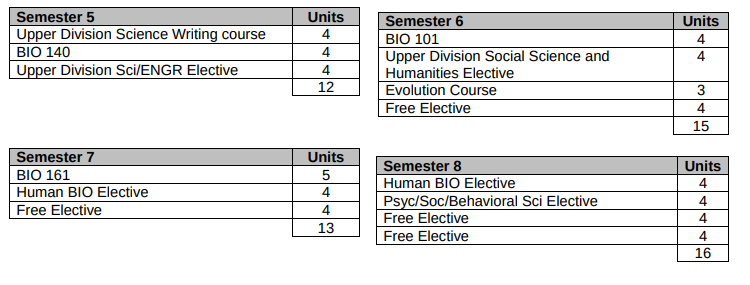 Semester 5 Units
Upper Division Science Writing course 4
BIO 140 4
Upper Division Sci/ENGR Elective 4
12
Semester 6 Units
BIO 101 4
Upper Division Social Science and 4
Humanities Elective
Evolution Course 3
Free Elective 4
15
Semester 7 Units
BIO 161 5
Human BIO Elective 4
Free Elective 4
13
Semester 8 Units
Human BIO Elective 4
Psyc/Soc/Behavioral Sci Elective 4
Free Elective 4
Free Elective 4
16